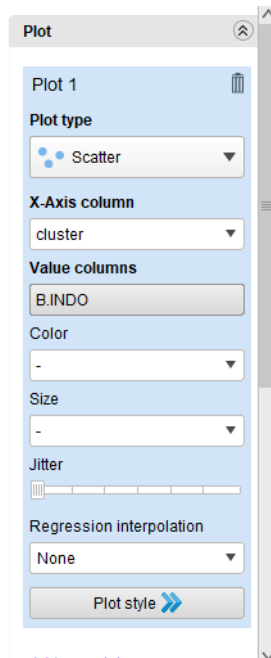 Plot
Plot 1
Plot type
Scatter
X-Axis column
cluster
Value columns
B.INDO
Color
-
Size
-
Jitter
Regression interpolation
None
Plot style